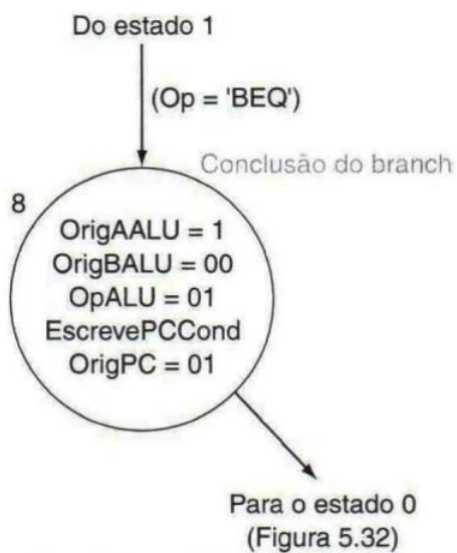 Do estado 1
(Op = 'BEQ')
Conclusão do branch
8
OrigAALU = 1
OrigBALU = 00
OpALU = 01
EscrevePCCond
OrigPC = 01
Para o estado 0
(Figura 5.32)